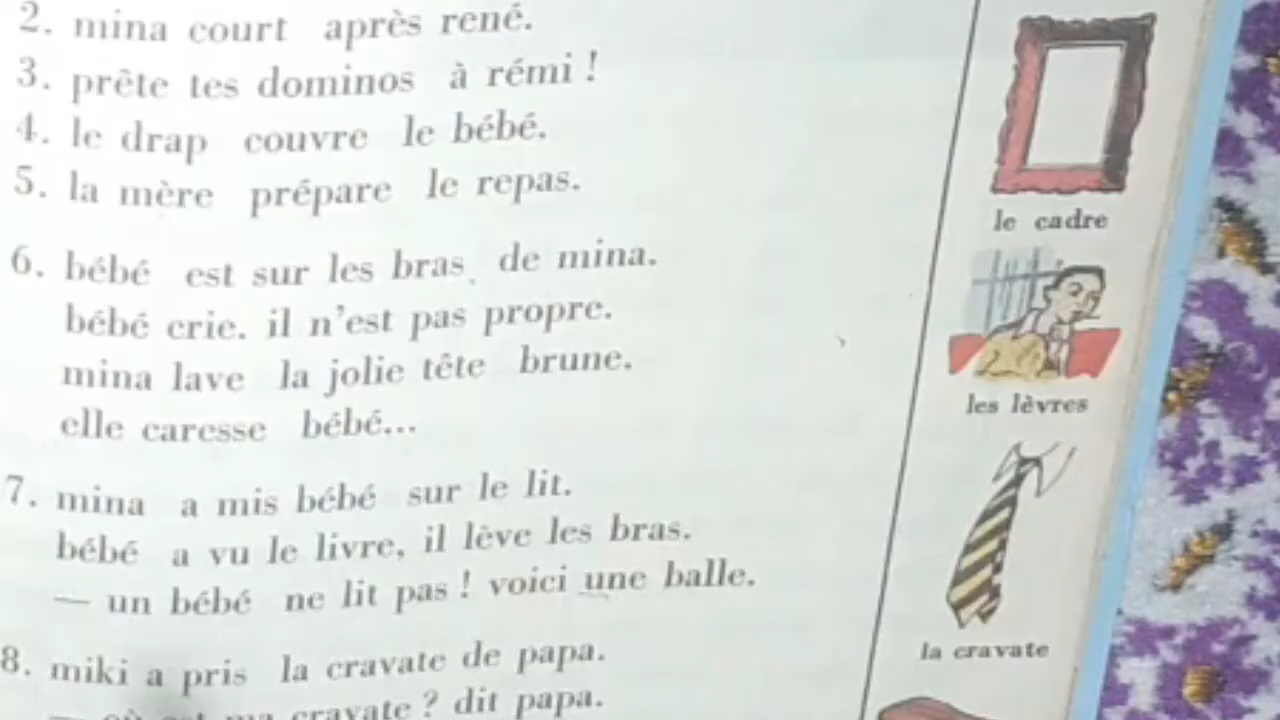 2. mina court après rené.
3. prête tes dominos à rémi !
4. le drap couvre le bébé.
5. la mère prépare le repas.
6. bébé est sur les bras de mina.
bébé crie. il n'est pas propre.
mina lave la jolie tête brune.
elle caresse bébé...
7. mina a mis bébé sur le lit.
bébé a vu le livre, il lève les bras.
— un bébé ne lit pas ! voici une balle.
8. miki a pris la cravate de papa.
— où est ma cravate ? dit papa.
le cadre
les lèvres
la cravate